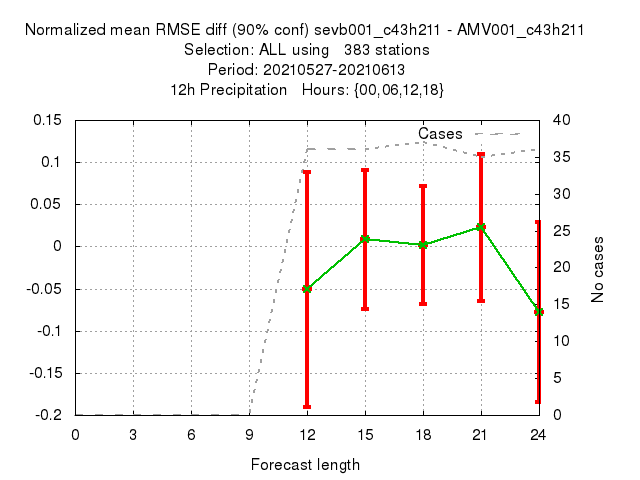 Normalized mean RMSE diff (90% conf) sevb001_c43h211 - AMV001_c43h211
Selection: ALL using 383 stations
Period: 20210527-20210613
12h Precipitation Hours: {00,06,12,18}
Cases
0.15
0.1
0.05
0
-0.05
-0.1
-0.15
-0.2
40
35
30
25
20
15
10
5
0
No cases
0 3 6 9 12 15 18 21 24
Forecast length